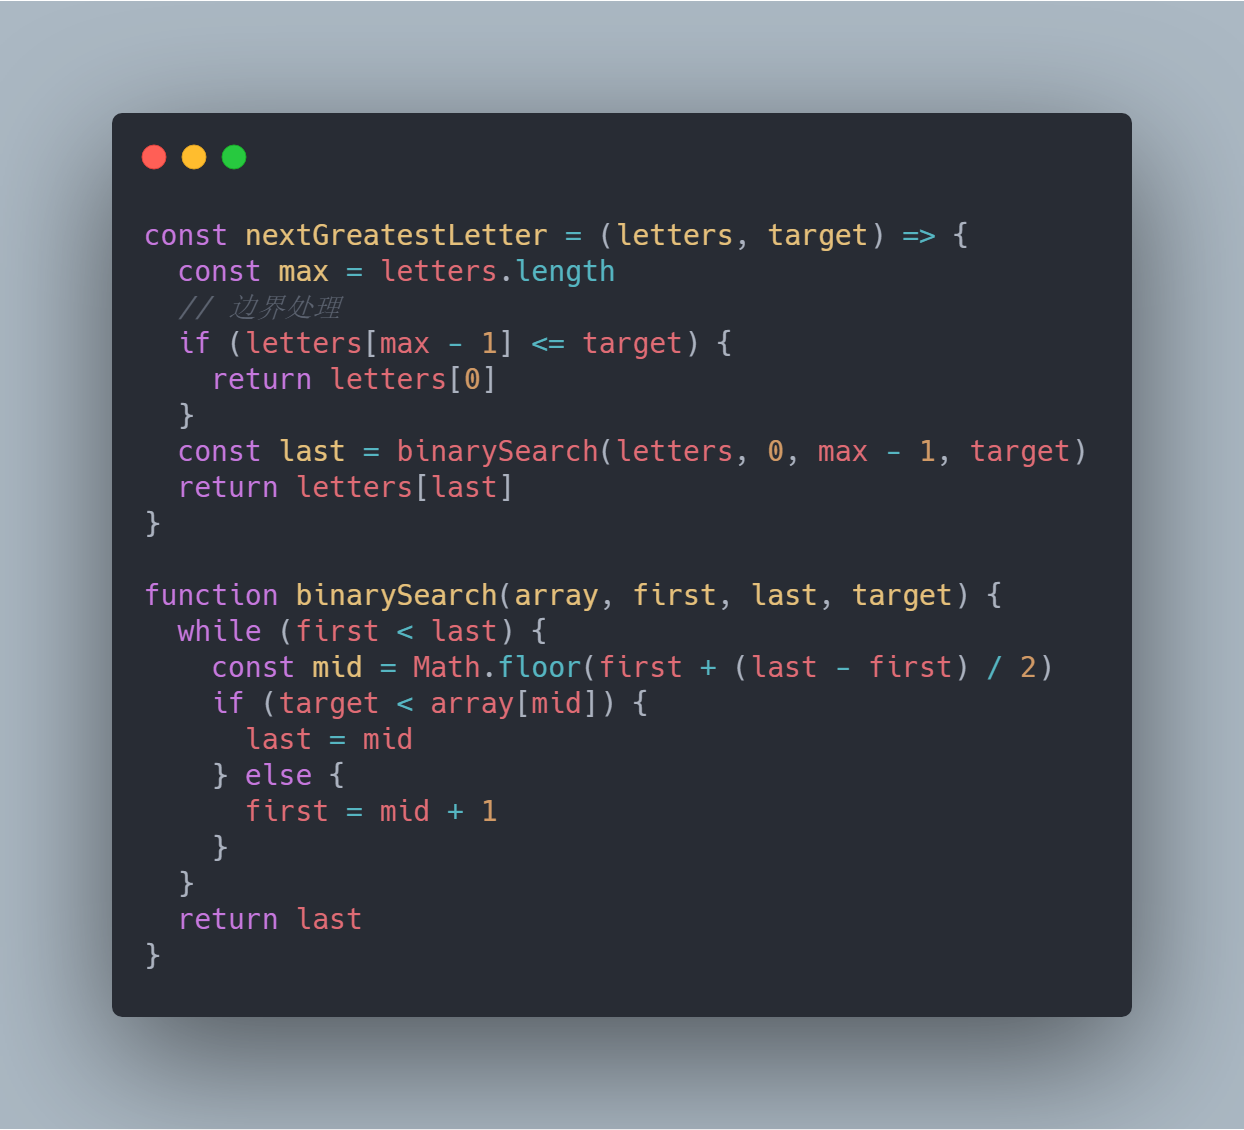 const nextGreatestLetter = (letters, target) => {
  const max = letters.length
  // 边界处理
  if (letters[max - 1] <= target) {
    return letters[0]
  }
  const last = binarySearch(letters, 0, max - 1, target)
  return letters[last]
}

function binarySearch(array, first, last, target) {
  while (first < last) {
    const mid = Math.floor(first + (last - first) / 2)
    if (target < array[mid]) {
      last = mid
    } else {
      first = mid + 1
    }
  }
  return last
}